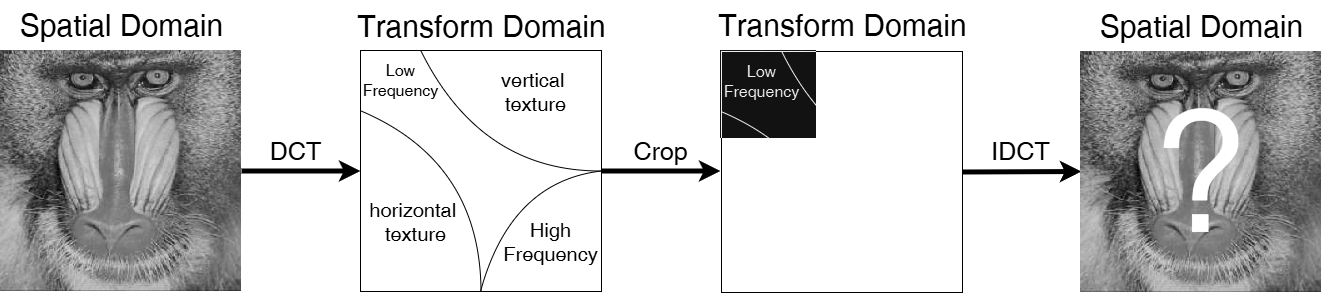 Spatial Domain
Transform Domain
Transform Domain
Spatial Domain
DCT
Low
Frequency
vertical
texture
horizontal
texture
High
Frequency
Crop
Low
Frequency
IDCT
?